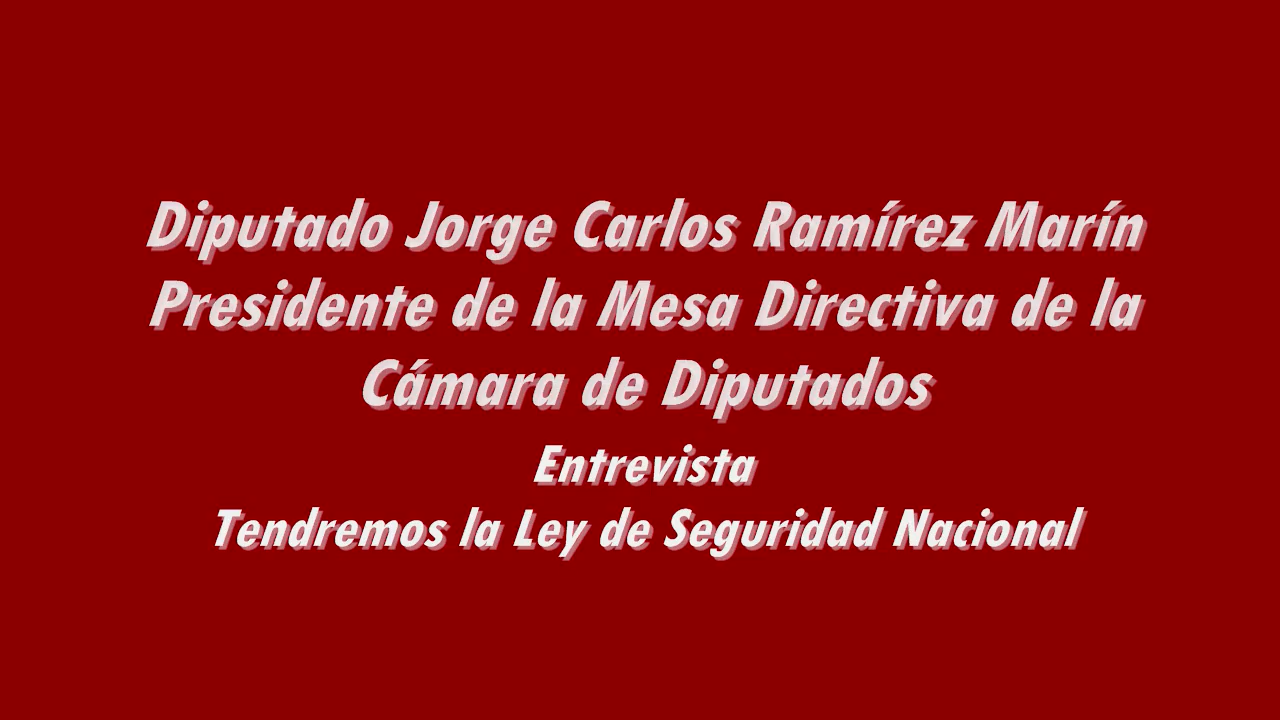 Diputado Jorge Carlos Ramírez Marín
Presidente de la Mesa Directiva de la
Cámara de Diputados
Entrevista
Tendremos la Ley de Seguridad Nacional